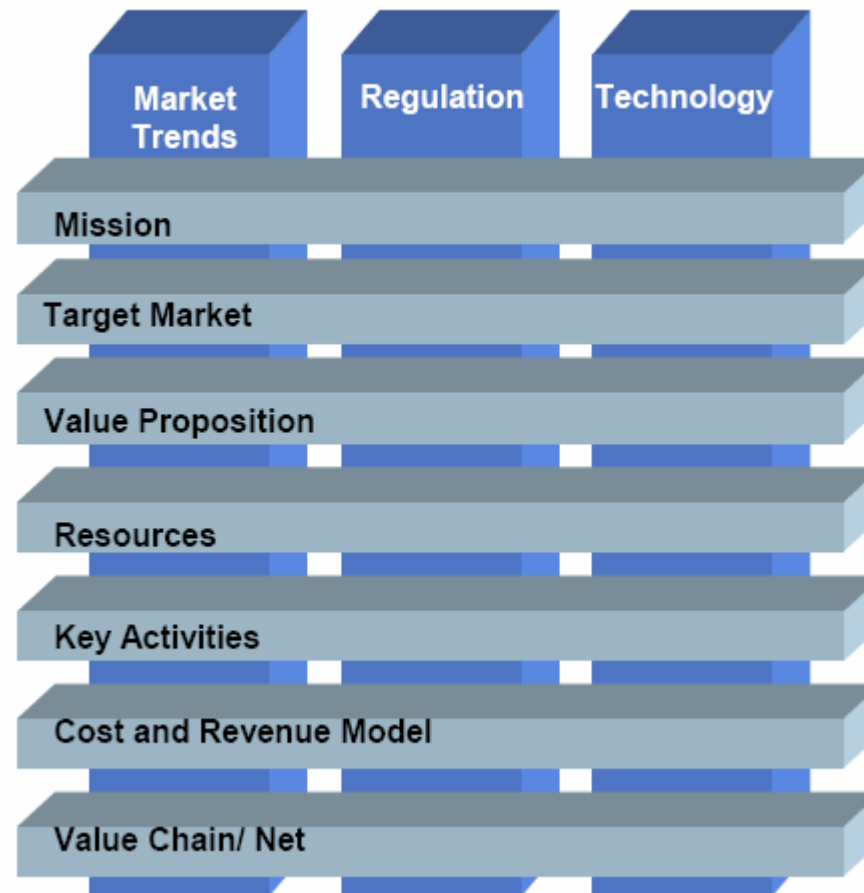 Market
Trends
Regulation
Technology
Mission
Target Market
Value Proposition
Resources
Key Activities
Cost and Revenue Model
Value Chain/ Net